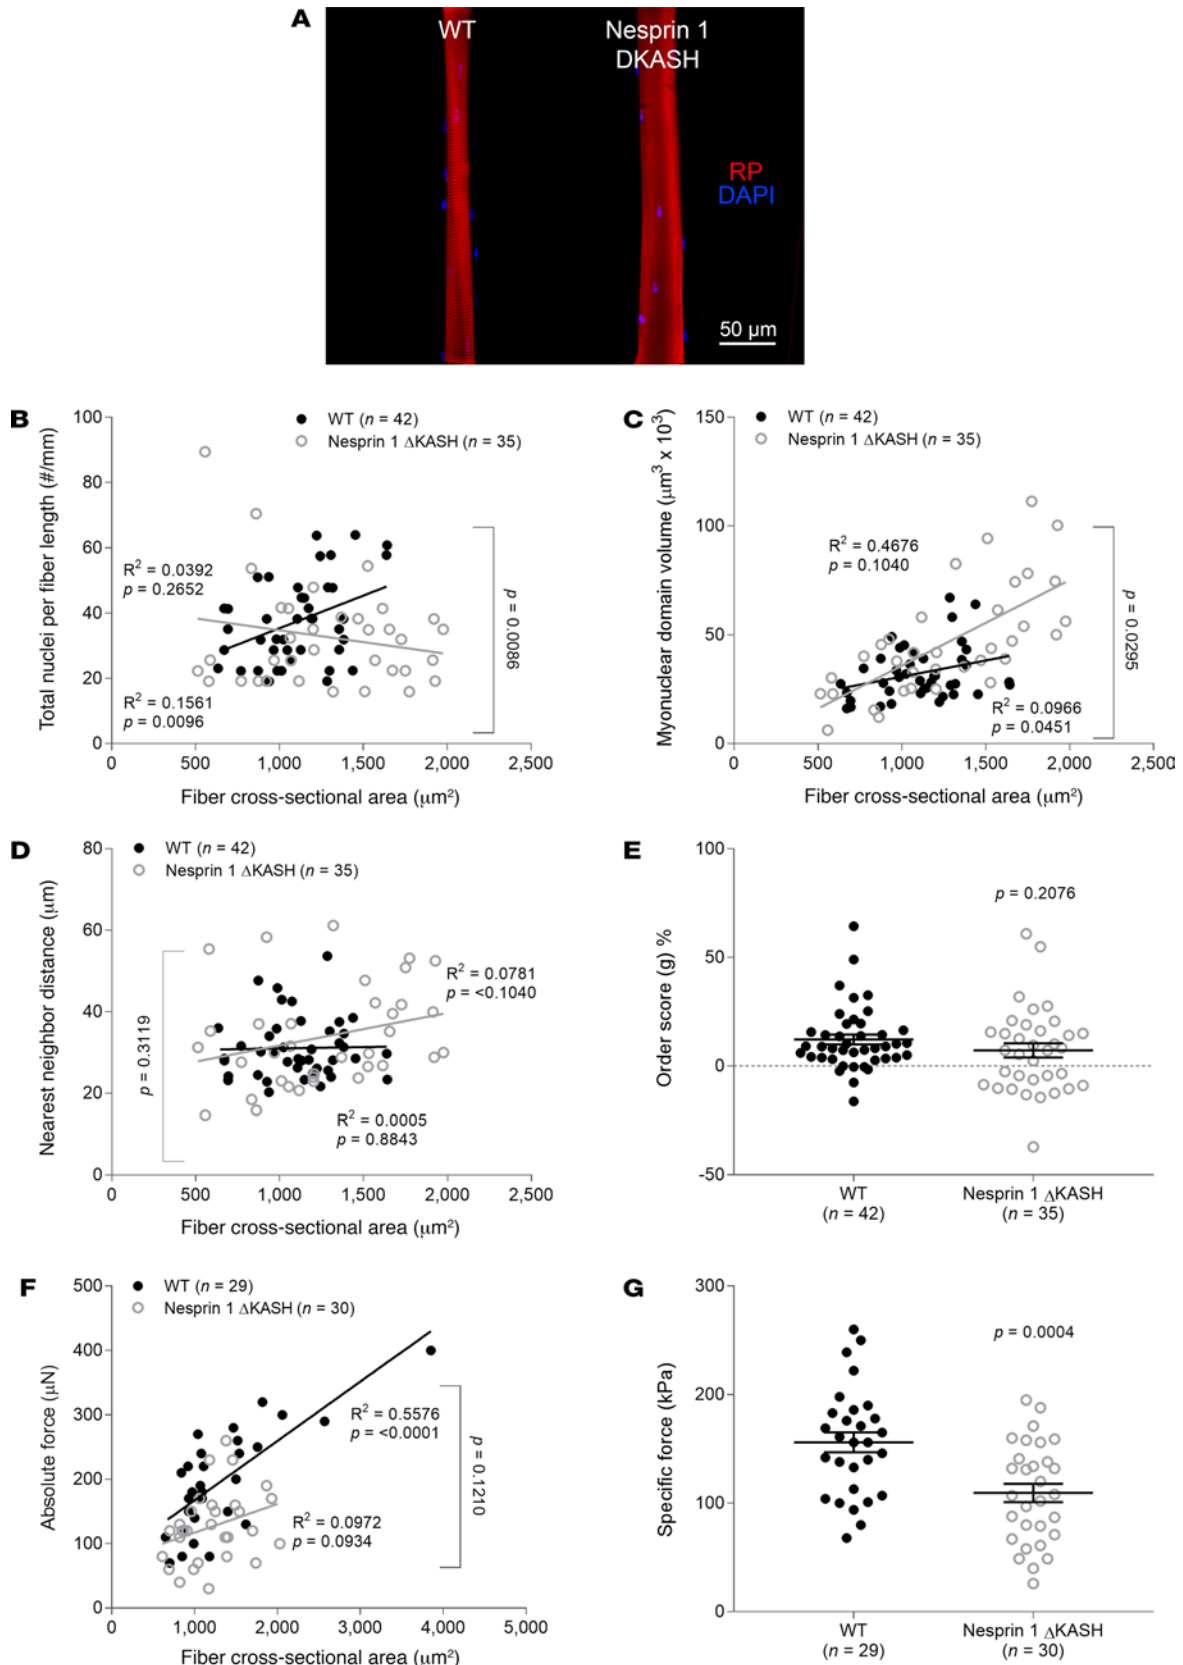 A
WT
Nesprin 1
DKASH
RP
DAPI
50 μm
B
WT (n = 42)
Nesprin 1 ΔKASH (n = 35)
Total nuclei per fiber length (#/mm)
100
80
60
40
20
0
R² = 0.0392
p = 0.2652
R² = 0.1561
p = 0.0096
p = 0.0086
0
500
1,000
1,500
2,000
2,500
Fiber cross-sectional area (μm²)
C
WT (n = 42)
Nesprin 1 ΔKASH (n = 35)
Myonuclear domain volume (μm³ x 10³)
150
100
50
0
R² = 0.4676
p = 0.1040
R² = 0.0966
p = 0.0451
p = 0.0295
0
500
1,000
1,500
2,000
2,500
Fiber cross-sectional area (μm²)
D
WT (n = 42)
Nesprin 1 ΔKASH (n = 35)
Nearest neighbor distance (μm)
80
60
40
20
0
p = 0.3119
R² = 0.0781
p = <0.1040
R² = 0.0005
p = 0.8843
0
500
1,000
1,500
2,000
2,500
Fiber cross-sectional area (μm²)
E
Order score (g) %
100
50
0
-50
p = 0.2076
WT
(n = 42)
Nesprin 1 ΔKASH
(n = 35)
F
WT (n = 29)
Nesprin 1 ΔKASH (n = 30)
Absolute force (μN)
500
400
300
200
100
0
R² = 0.5576
p = <0.0001
R² = 0.0972
p = 0.0934
p = 0.1210
0
1,000
2,000
3,000
4,000
5,000
Fiber cross-sectional area (μm²)
G
Specific force (kPa)
300
200
100
0
p = 0.0004
WT
(n = 29)
Nesprin 1 ΔKASH
(n = 30)